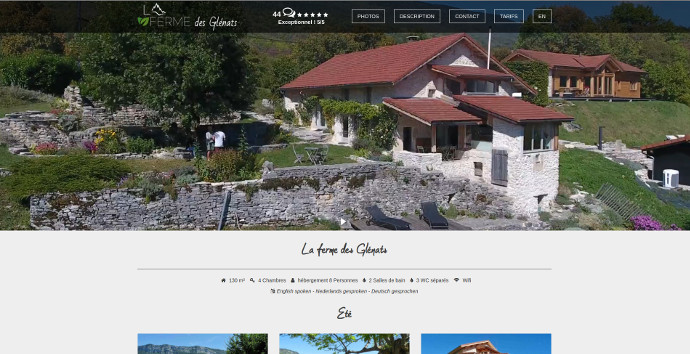 LA FERME des Glénats
44
Exceptionnel ! 5/5
PHOTOS
DESCRIPTION
CONTACT
TARIFS
EN
La ferme des Glénats
130 m² 4 Chambres hébergement 8 Personnes 2 Salles de bain 3 WC séparés Wifi
English spoken - Nederlands gesproken - Deutsch gesprochen
Eté